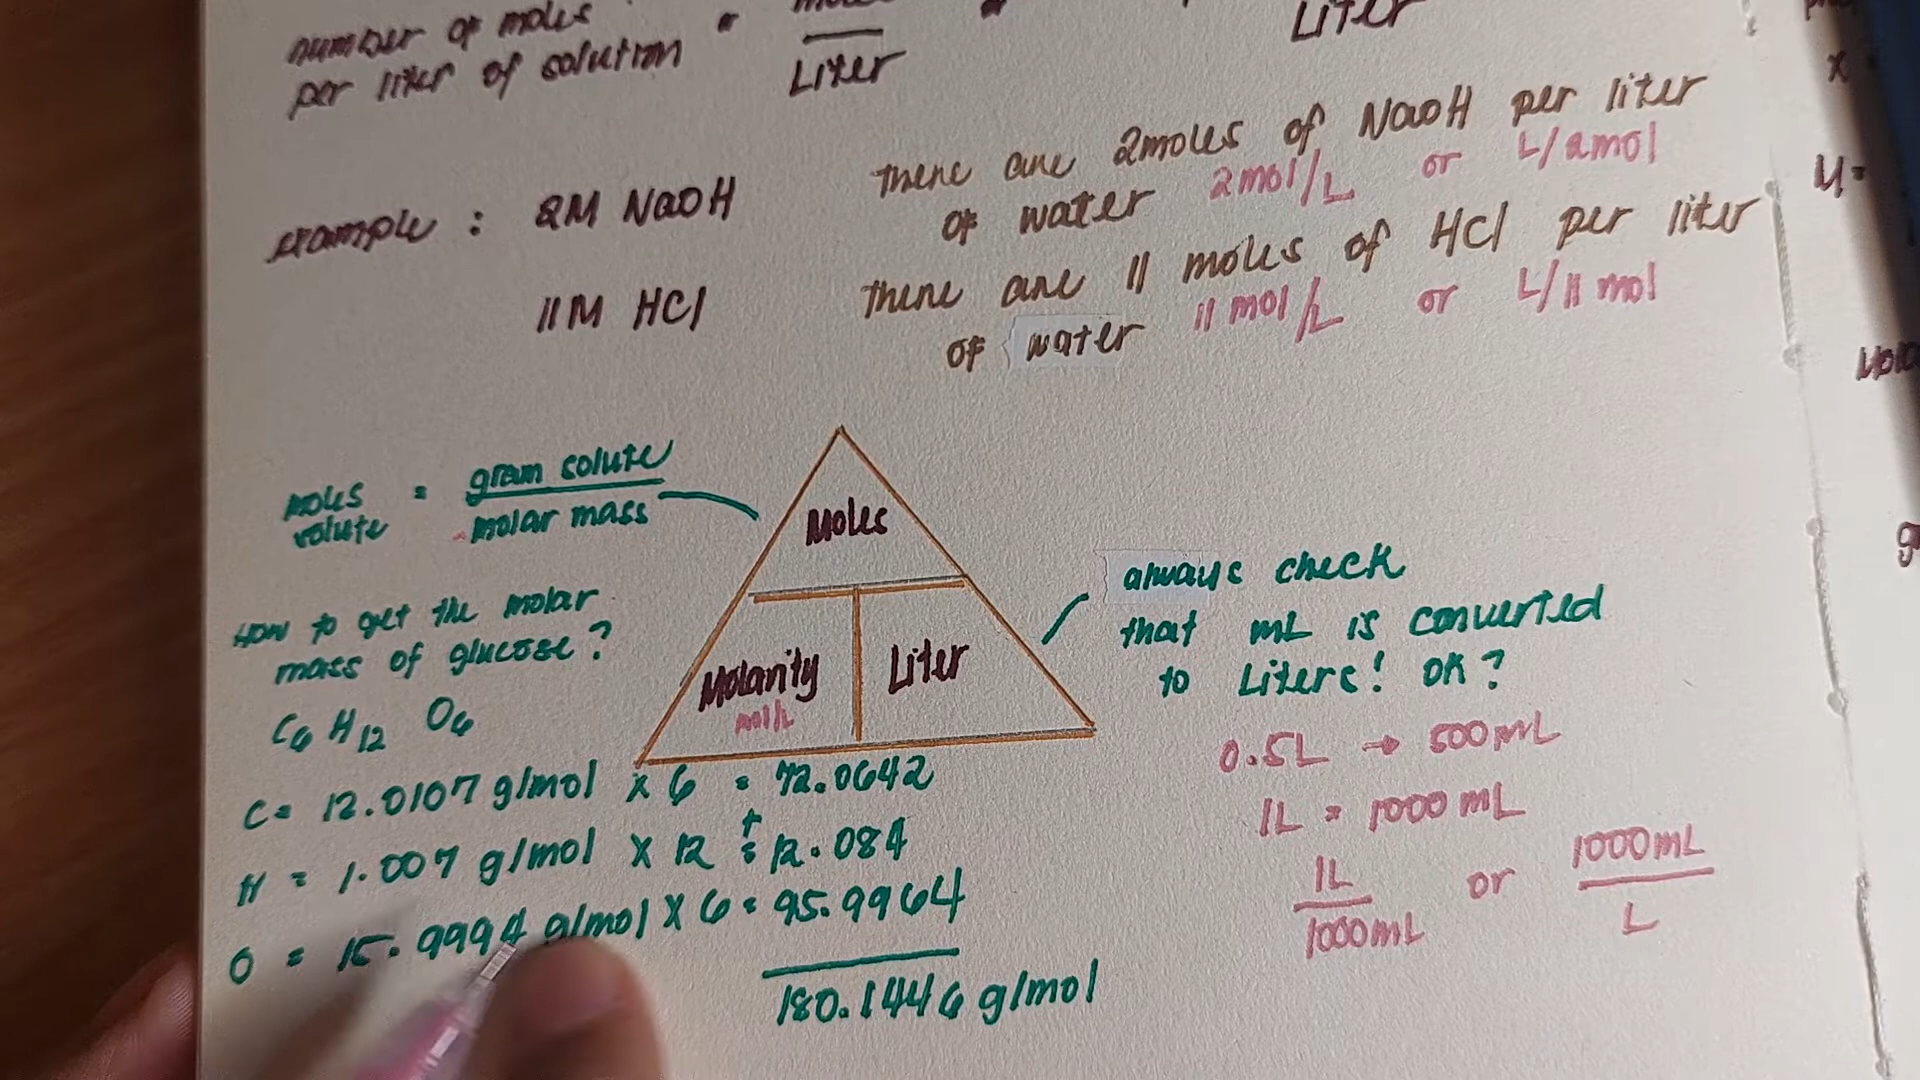 number of moles
per liter of solution = Liter
LITER
example : 2M NaOH
there are 2 moles of NaOH per liter
of water 2mol/L or L/2mol
11M HCl
there are 11 moles of HCl per liter
of water 11 mol/L or L/11 mol
moles solute = gram solute / molar mass
Moles
Molarity
mol/L
Liter
always check
that mL is converted
to Liters! OK?
0.5L → 500mL
1L = 1000 mL
1L / 1000mL or 1000mL / L
How to get the molar
mass of glucose?
C6 H12 O6
C= 12.0107 g/mol x 6 = 72.0642
+
H = 1.007 g/mol x 12 = 12.084
O = 15.9994 g/mol x 6 = 95.9964
180.1446 g/mol